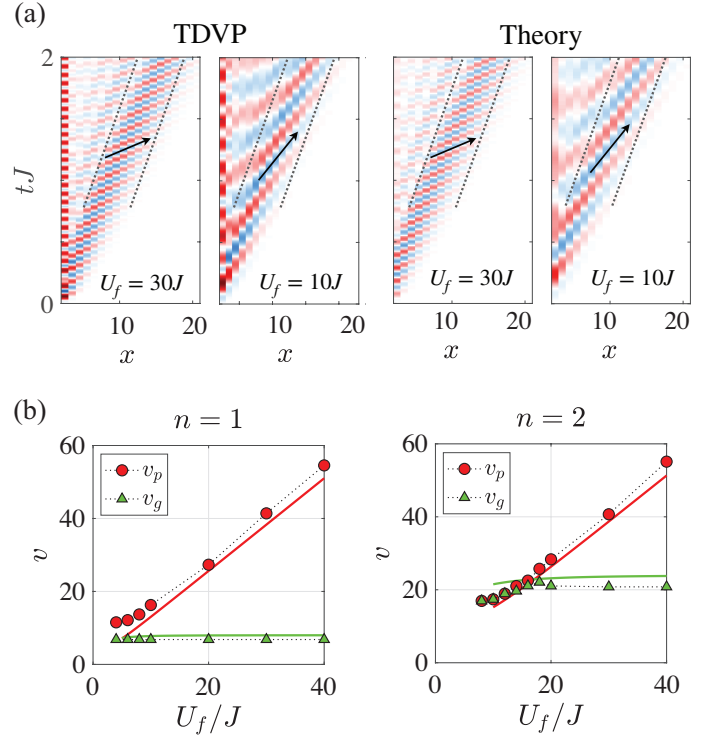 (a)
TDVP
Theory
2
1
0
tJ
U_f = 30J
U_f = 10J
U_f = 30J
U_f = 10J
10 20
10 20
10 20
10 20
x
x
x
x
(b)
n = 1
n = 2
60
40
20
0
v
v_p
v_g
0 20 40
U_f/J
60
40
20
0
v
v_p
v_g
0 20 40
U_f/J